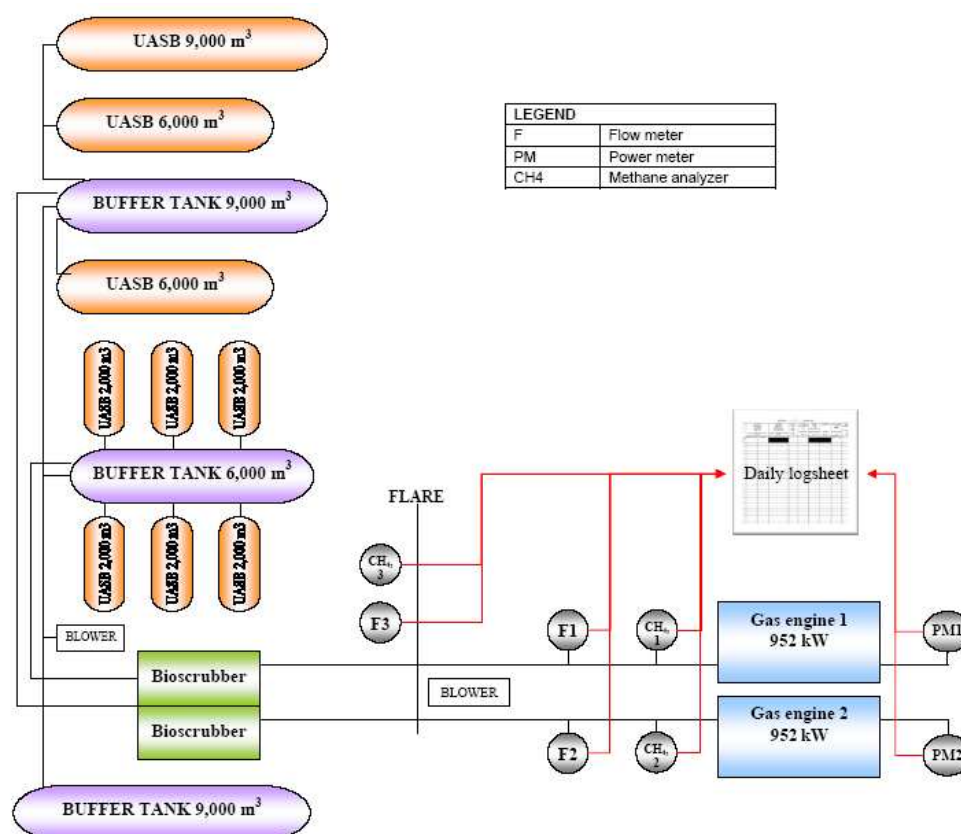 UASB 9,000 m³
UASB 6,000 m³
LEGEND
F Flow meter
PM Power meter
CH4 Methane analyzer
BUFFER TANK 9,000 m³
UASB 6,000 m³
UASB 2,000 m3
UASB 2,000 m3
UASB 2,000 m3
BUFFER TANK 6,000 m³
Daily logsheet
UASB 2,000 m3
UASB 2,000 m3
UASB 2,000 m3
FLARE
CH₄,
3
F3
BLOWER
F1
CH₄,
1
Gas engine 1
952 kW
PM1
Bioscrubber
BLOWER
Bioscrubber
F2
CH₄,
2
Gas engine 2
952 kW
PM2
BUFFER TANK 9,000 m³